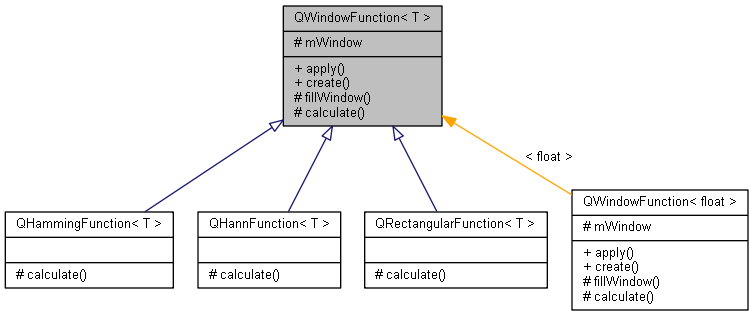 QWindowFunction< T >
# mWindow
+ apply()
+ create()
# fillWindow()
# calculate()
< float >
QHammingFunction< T >
# calculate()
QHannFunction< T >
# calculate()
QRectangularFunction< T >
# calculate()
QWindowFunction< float >
# mWindow
+ apply()
+ create()
# fillWindow()
# calculate()